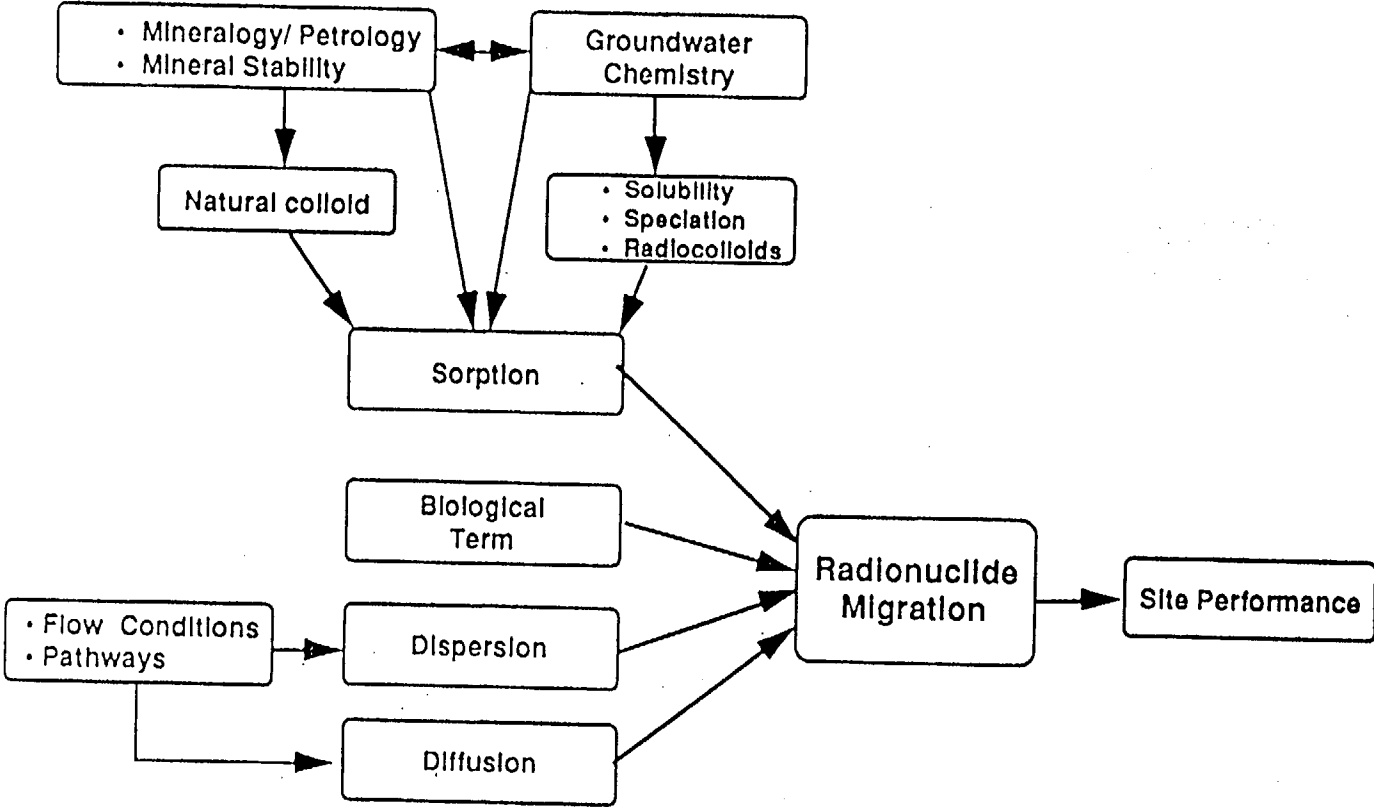 • Mineralogy/ Petrology
• Mineral Stability
Groundwater
Chemistry
Natural colloid
• Solubility
• Speciation
• Radiocolloids
Sorption
Biological
Term
Radionuclide
Migration
Site Performance
• Flow Conditions
• Pathways
Dispersion
Diffusion